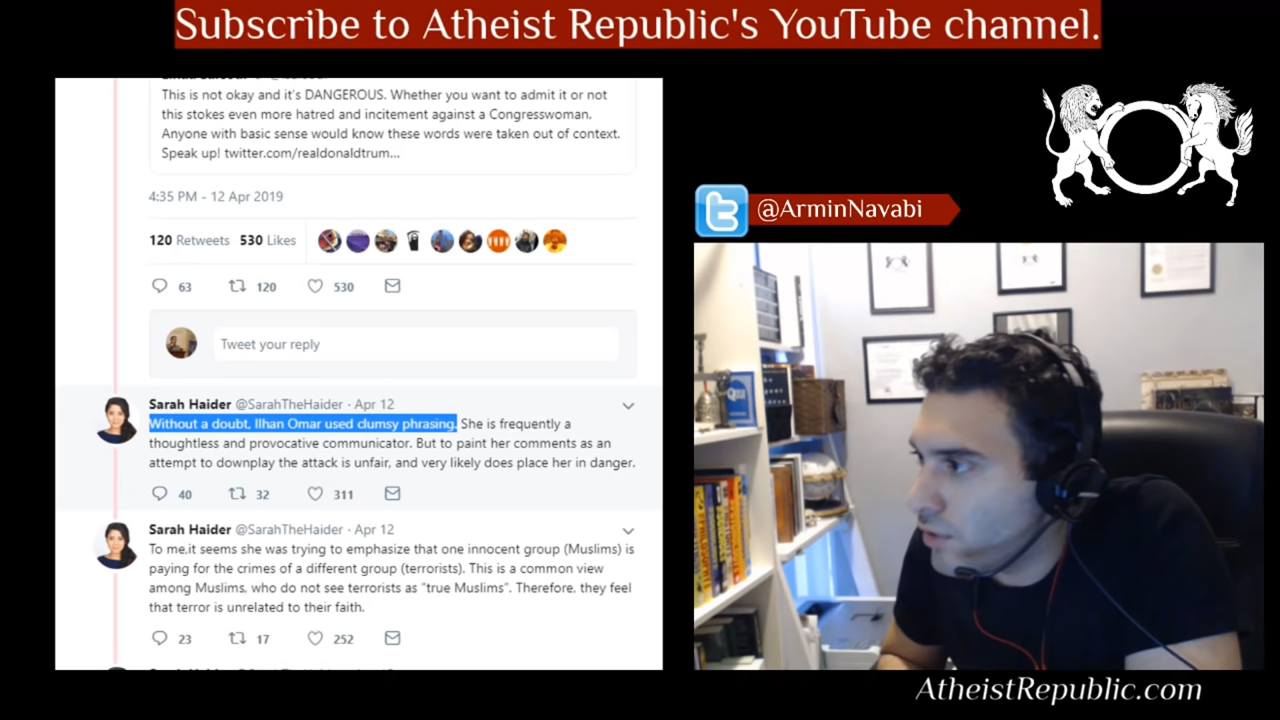 Subscribe to Atheist Republic's YouTube channel.
This is not okay and it's DANGEROUS. Whether you want to admit it or not
this stokes even more hatred and incitement against a Congresswoman.
Anyone with basic sense would know these words were taken out of context.
Speak up! twitter.com/realdonaldtrum...
4:35 PM - 12 Apr 2019
120 Retweets 530 Likes
63 120 530
Tweet your reply
Sarah Haider @SarahTheHaider · Apr 12
Without a doubt, Ilhan Omar used clumsy phrasing. She is frequently a
thoughtless and provocative communicator. But to paint her comments as an
attempt to downplay the attack is unfair, and very likely does place her in danger.
40 32 311
Sarah Haider @SarahTheHaider · Apr 12
To me,it seems she was trying to emphasize that one innocent group (Muslims) is
paying for the crimes of a different group (terrorists). This is a common view
among Muslims, who do not see terrorists as "true Muslims". Therefore, they feel
that terror is unrelated to their faith.
23 17 252
@ArminNavabi
AtheistRepublic.com